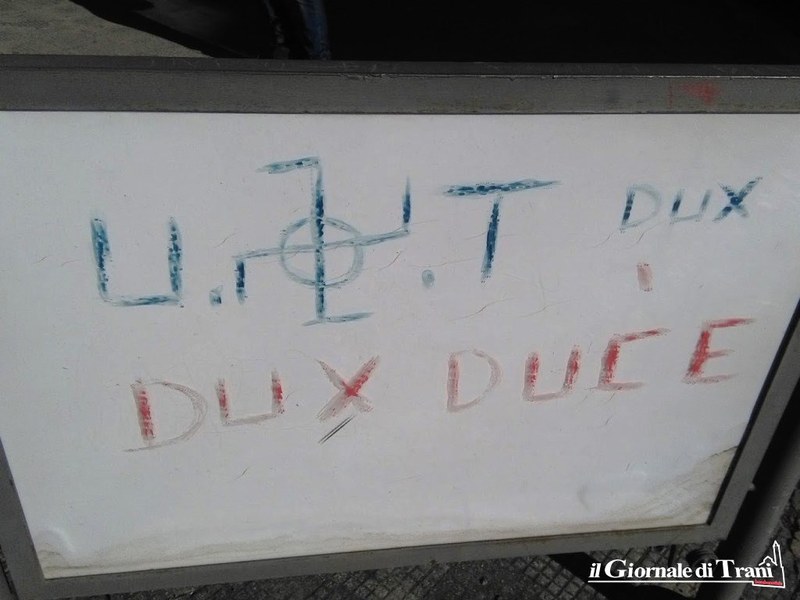 U. . T DUX
DUX DUCE
il Giornale di Trani